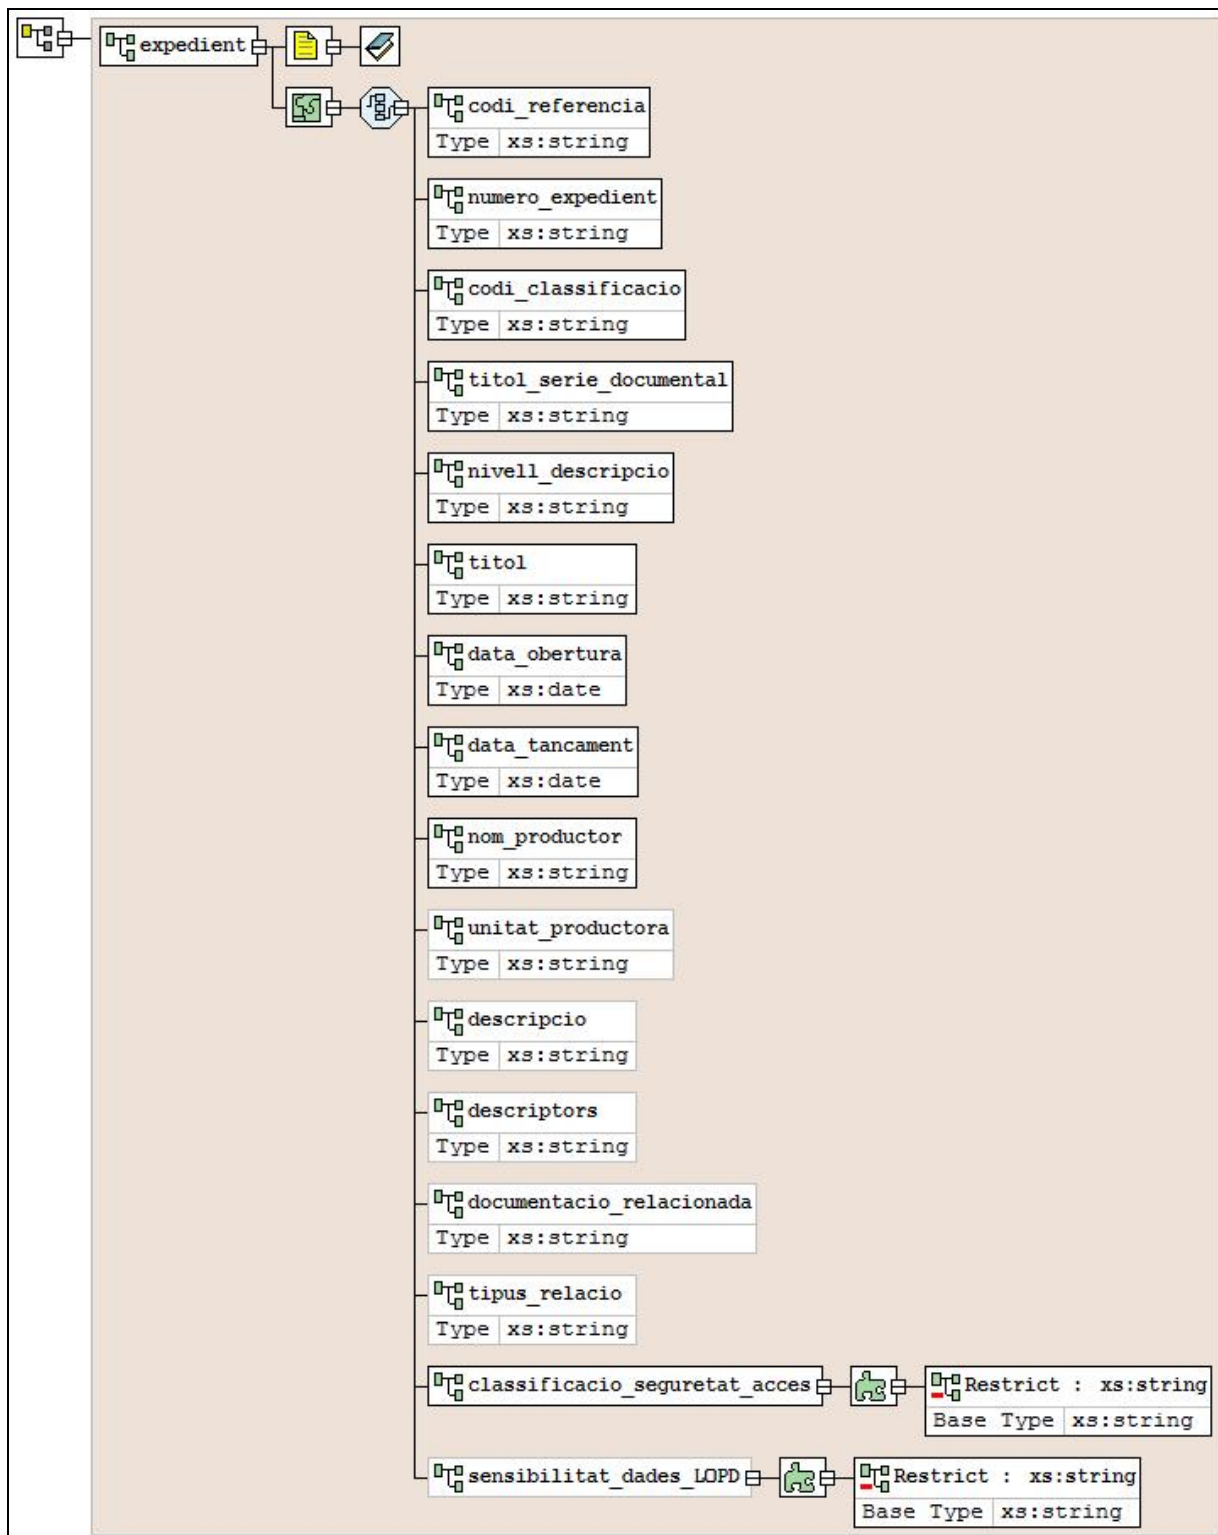 expedient
codi_referencia
Type xs:string
numero_expedient
Type xs:string
codi_classificacio
Type xs:string
titol_serie_documental
Type xs:string
nivell_descripcio
Type xs:string
titol
Type xs:string
data_obertura
Type xs:date
data_tancament
Type xs:date
nom_productor
Type xs:string
unitat_productora
Type xs:string
descripcio
Type xs:string
descriptors
Type xs:string
documentacio_relacionada
Type xs:string
tipus_relacio
Type xs:string
classificacio_seguretat_acces
Restrict : xs:string
Base Type xs:string
sensibilitat_dades_LOPD
Restrict : xs:string
Base Type xs:string